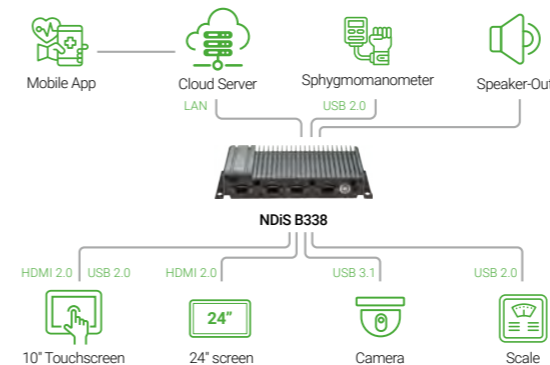 Mobile App
Cloud Server
Sphygmomanometer
Speaker-Out
LAN
USB 2.0
NDiS B338
HDMI 2.0
USB 2.0
HDMI 2.0
USB 3.1
USB 2.0
24"
10" Touchscreen
24" screen
Camera
Scale